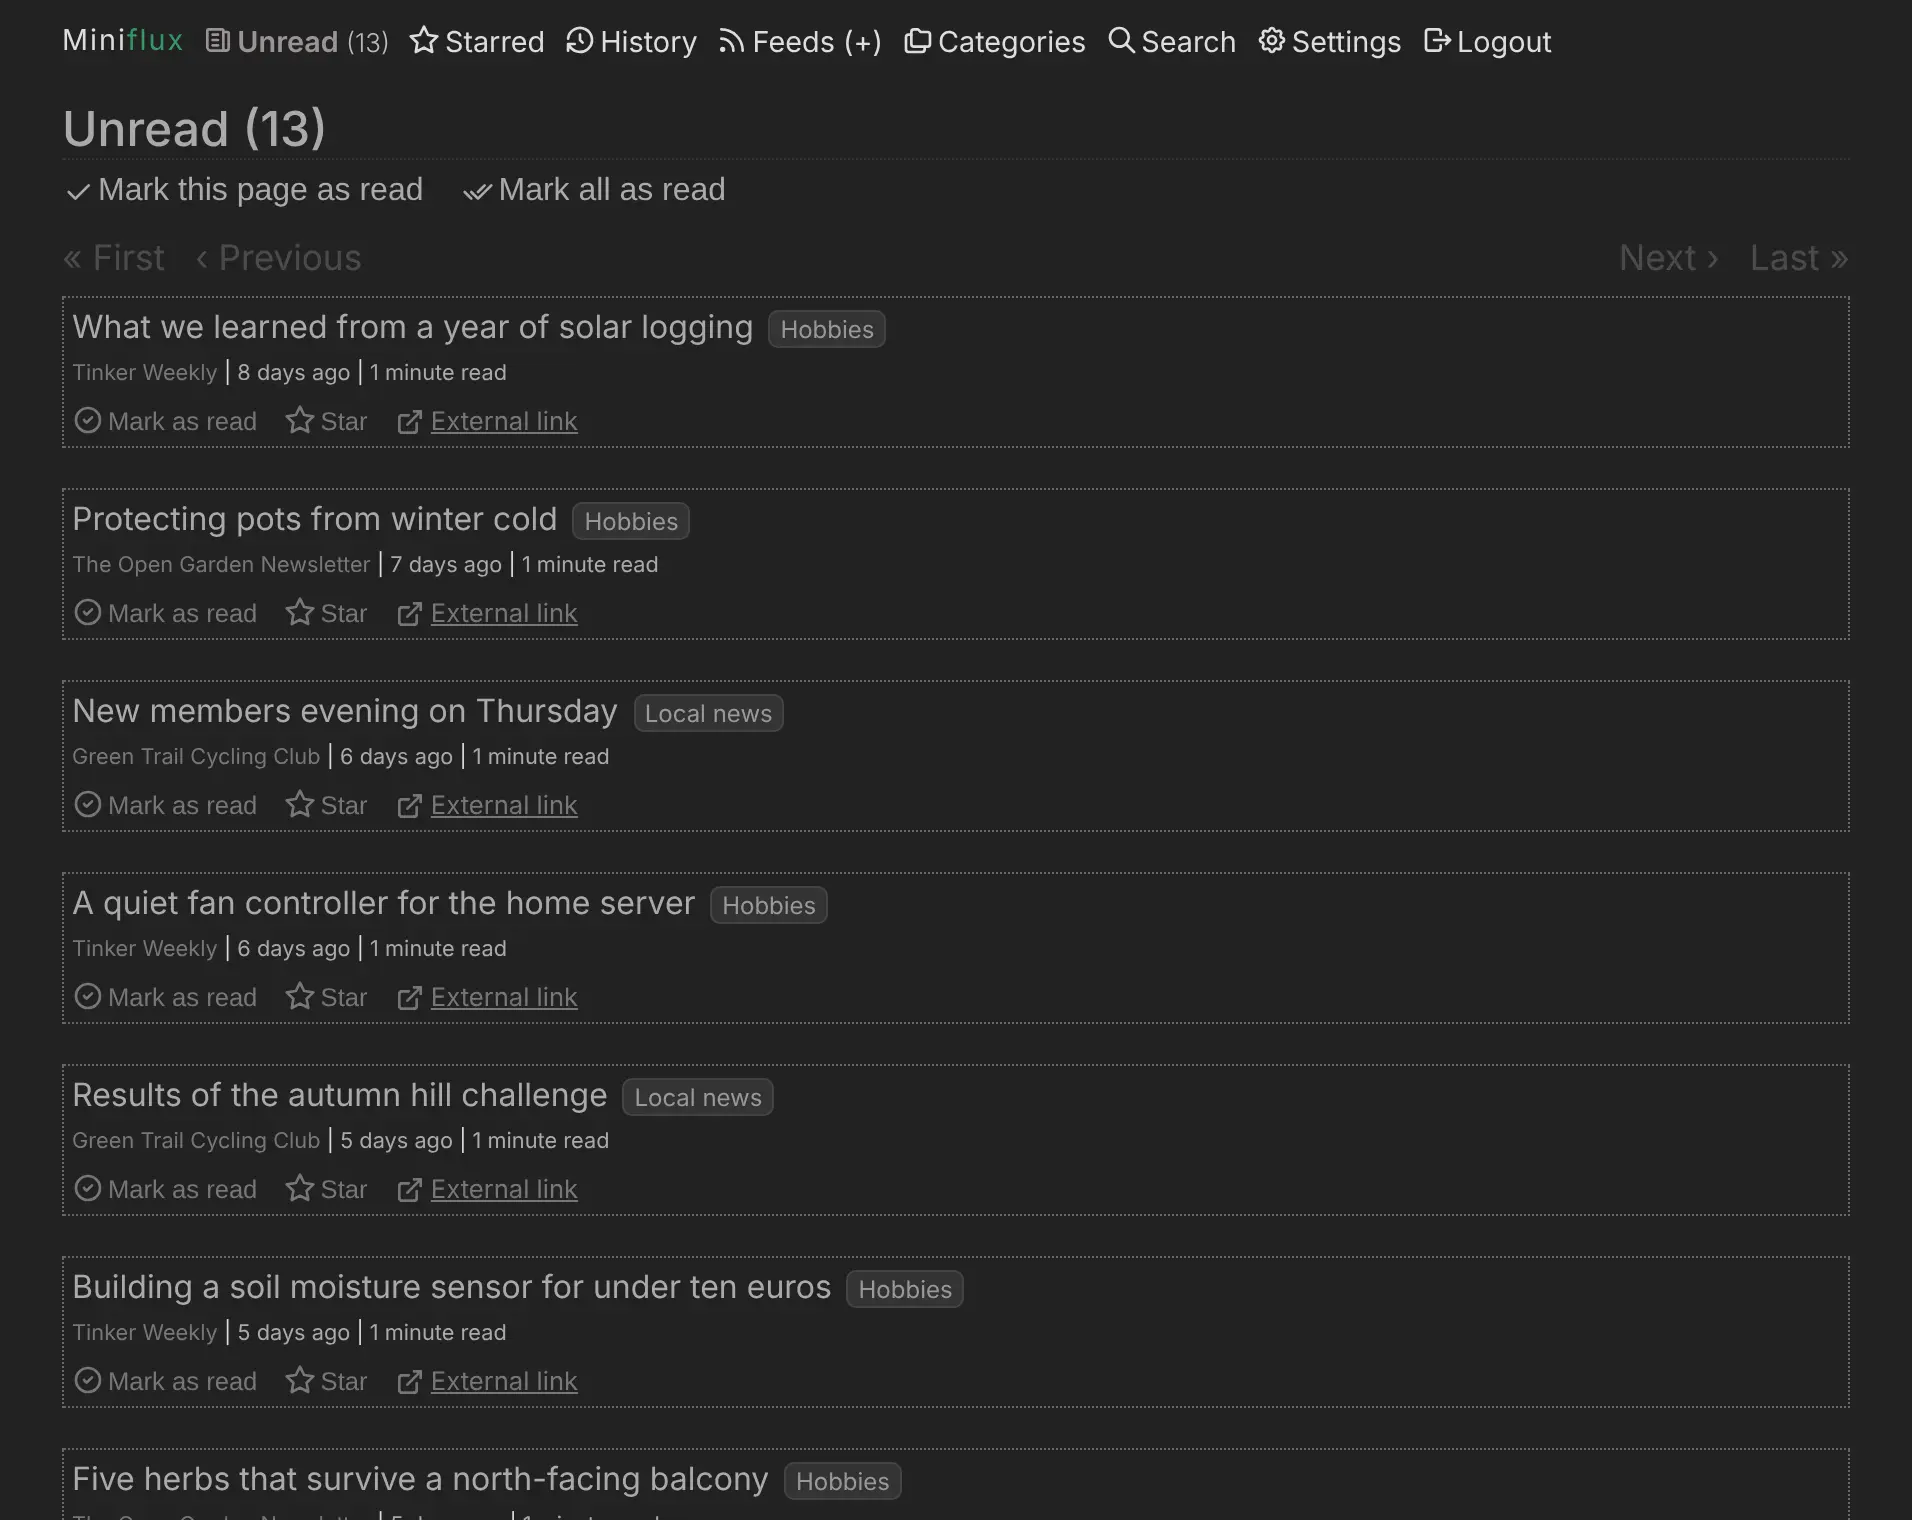 Miniflux Unread (13) Starred History Feeds (+) Categories Search Settings Logout
Unread (13)
Mark this page as read Mark all as read
« First ‹ Previous Next › Last »
What we learned from a year of solar logging Hobbies
Tinker Weekly | 8 days ago | 1 minute read
Mark as read Star External link
Protecting pots from winter cold Hobbies
The Open Garden Newsletter | 7 days ago | 1 minute read
Mark as read Star External link
New members evening on Thursday Local news
Green Trail Cycling Club | 6 days ago | 1 minute read
Mark as read Star External link
A quiet fan controller for the home server Hobbies
Tinker Weekly | 6 days ago | 1 minute read
Mark as read Star External link
Results of the autumn hill challenge Local news
Green Trail Cycling Club | 5 days ago | 1 minute read
Mark as read Star External link
Building a soil moisture sensor for under ten euros Hobbies
Tinker Weekly | 5 days ago | 1 minute read
Mark as read Star External link
Five herbs that survive a north-facing balcony Hobbies